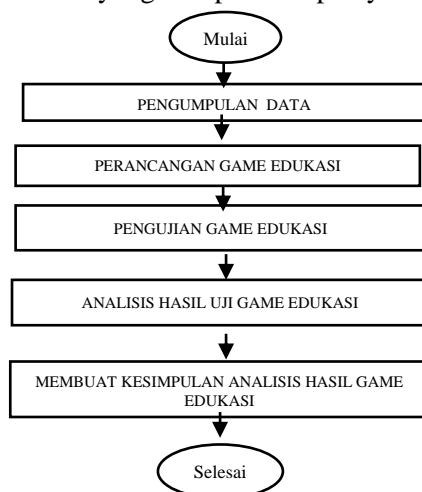 Mulai
PENGUMPULAN DATA
PERANCANGAN GAME EDUKASI
PENGUJIAN GAME EDUKASI
ANALISIS HASIL UJI GAME EDUKASI
MEMBUAT KESIMPULAN ANALISIS HASIL GAME
EDUKASI
Selesai